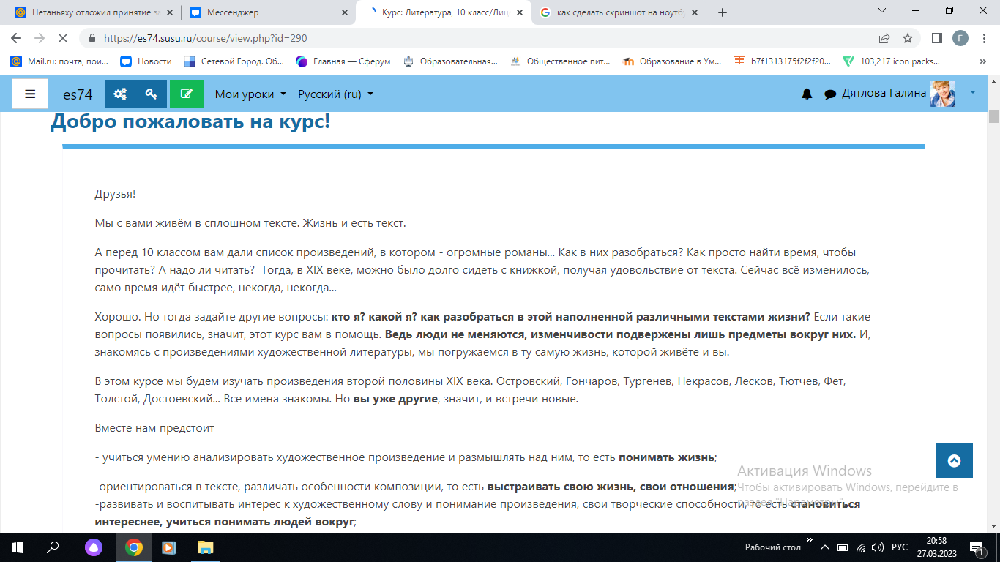 Нетаньяху отложил принятие за
Мессенджер
Курс: Литература, 10 класс/Лиц
как сделать скриншот на ноутбу
https://es74.susu.ru/course/view.php?id=290
Г
Mail.ru: почта, пои...
Новости
Сетевой Город. Об...
Главная — Сферум
Образовательная...
Общественное пит...
Образование в Ум...
b7f1313175f2f2f20...
103,217 icon packs...
»
es74
Мои уроки
Русский (ru)
Дятлова Галина
Добро пожаловать на курс!
Друзья!
Мы с вами живём в сплошном тексте. Жизнь и есть текст.
А перед 10 классом вам дали список произведений, в котором - огромные романы... Как в них разобраться? Как просто найти время, чтобы
прочитать? А надо ли читать?  Тогда, в XIX веке, можно было долго сидеть с книжкой, получая удовольствие от текста. Сейчас всё изменилось,
само время идёт быстрее, некогда, некогда...
Хорошо. Но тогда задайте другие вопросы: кто я? какой я? как разобраться в этой наполненной различными текстами жизни? Если такие
вопросы появились, значит, этот курс вам в помощь. Ведь люди не меняются, изменчивости подвержены лишь предметы вокруг них. И,
знакомясь с произведениями художественной литературы, мы погружаемся в ту самую жизнь, которой живёте и вы.
В этом курсе мы будем изучать произведения второй половины XIX века. Островский, Гончаров, Тургенев, Некрасов, Лесков, Тютчев, Фет,
Толстой, Достоевский... Все имена знакомы. Но вы уже другие, значит, и встречи новые.
Вместе нам предстоит
- учиться умению анализировать художественное произведение и размышлять над ним, то есть понимать жизнь;
-ориентироваться в тексте, различать особенности композиции, то есть выстраивать свою жизнь, свои отношения;
-развивать и воспитывать интерес к художественному слову и понимание произведения, свои творческие способности, то есть становиться
интереснее, учиться понимать людей вокруг;
Активация Windows
Чтобы активировать Windows, перейдите в
раздел "Параметры".
Рабочий стол
»
РУС
20:58
27.03.2023
1